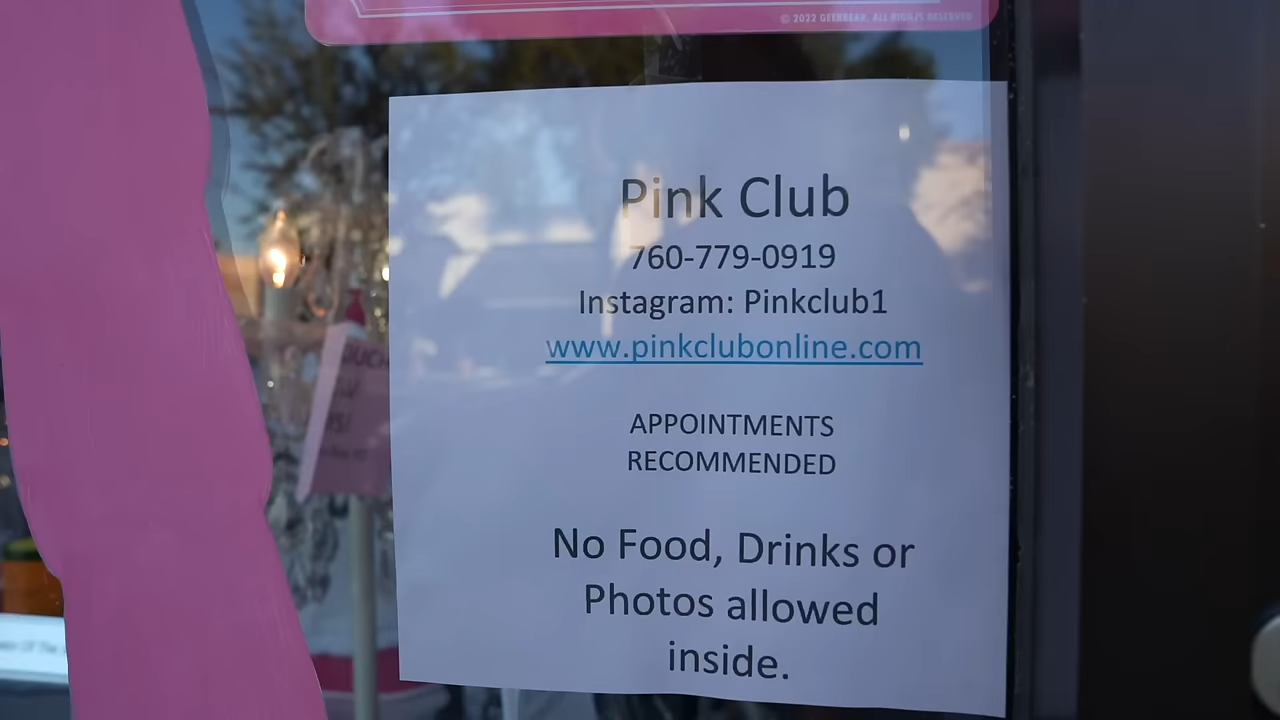 © 2022 GEEKBEAR, ALL RIGHTS RESERVED
Pink Club
760-779-0919
Instagram: Pinkclub1
www.pinkclubonline.com
APPOINTMENTS
RECOMMENDED
No Food, Drinks or
Photos allowed
inside.